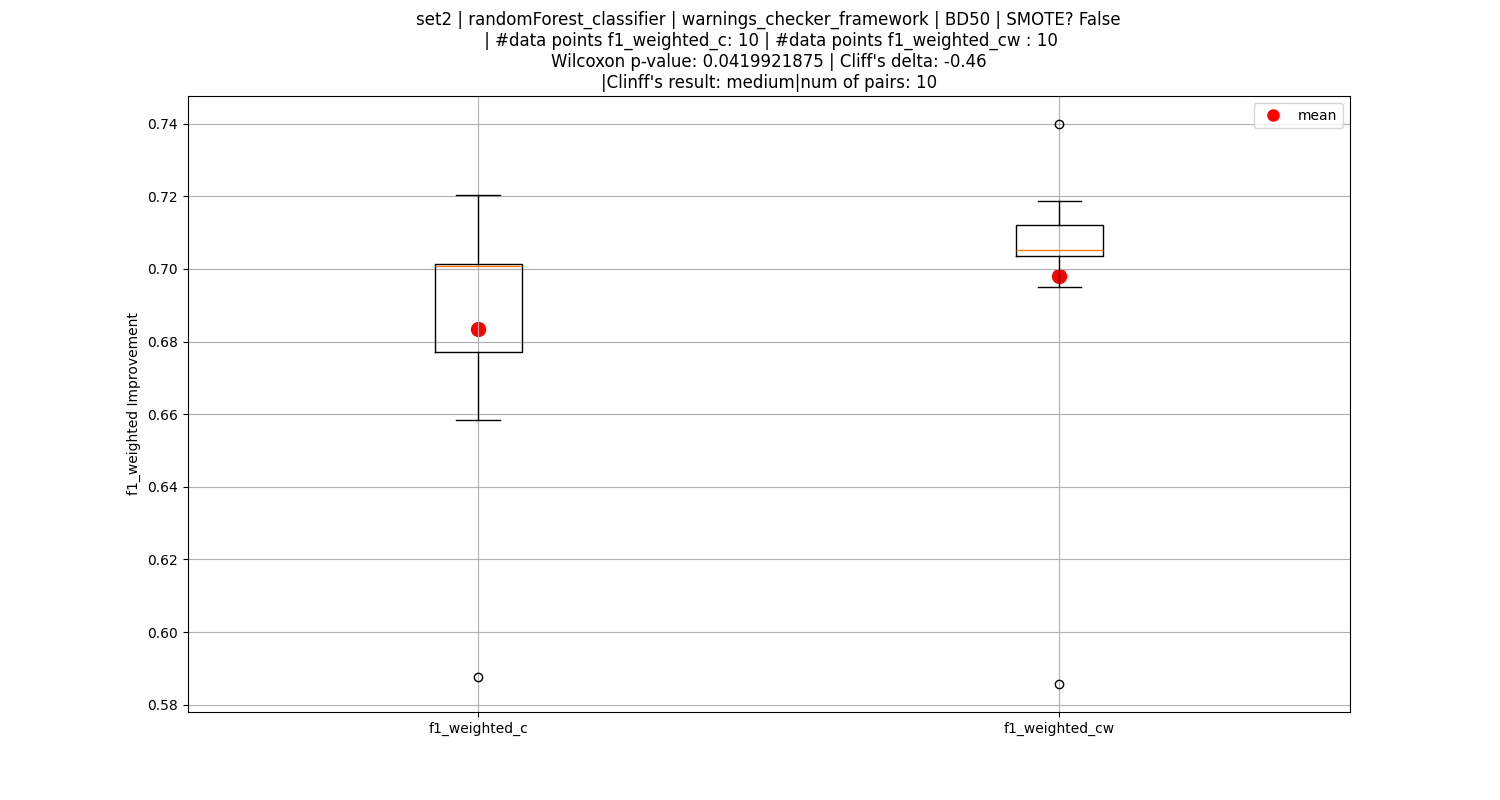 set2 | randomForest_classifier | warnings_checker_framework | BD50 | SMOTE? False
| #data points f1_weighted_c: 10 | #data points f1_weighted_cw : 10
Wilcoxon p-value: 0.0419921875 | Cliff's delta: -0.46
|Clinff's result: medium|num of pairs: 10
mean
f1_weighted Improvement
0.74
0.72
0.70
0.68
0.66
0.64
0.62
0.60
0.58
f1_weighted_c
f1_weighted_cw